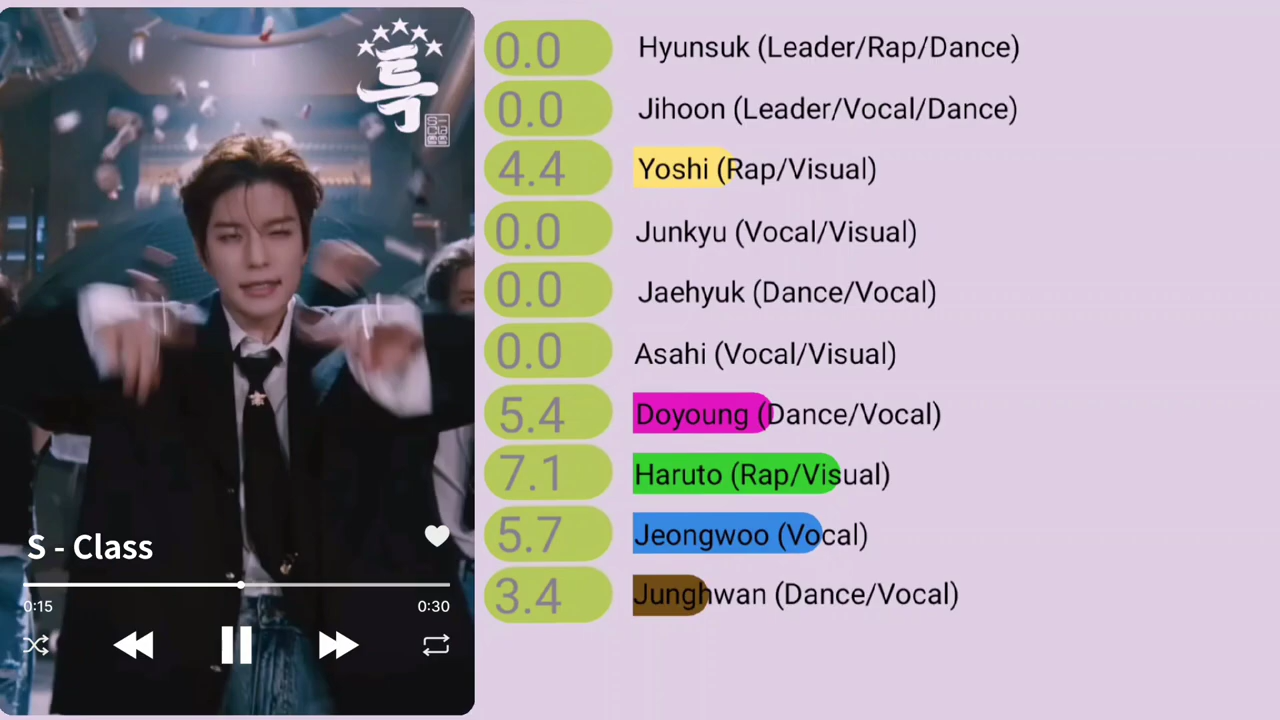 특
S-
Cla
ss
S - Class
0:15
0:30
0.0 Hyunsuk (Leader/Rap/Dance)
0.0 Jihoon (Leader/Vocal/Dance)
4.4 Yoshi (Rap/Visual)
0.0 Junkyu (Vocal/Visual)
0.0 Jaehyuk (Dance/Vocal)
0.0 Asahi (Vocal/Visual)
5.4 Doyoung (Dance/Vocal)
7.1 Haruto (Rap/Visual)
5.7 Jeongwoo (Vocal)
3.4 Junghwan (Dance/Vocal)